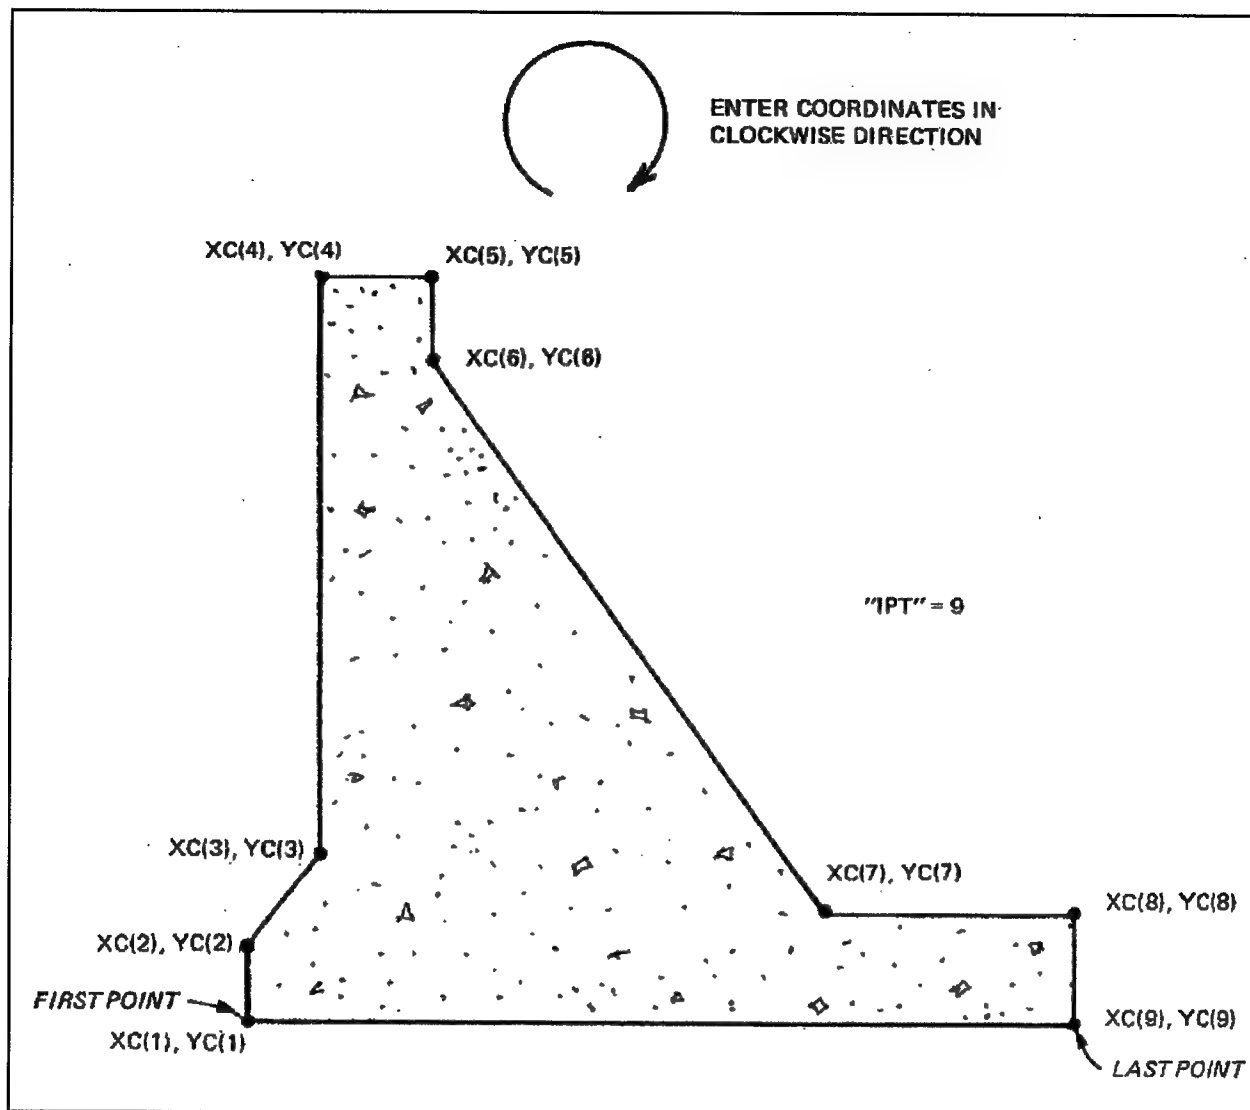 ENTER COORDINATES IN
CLOCKWISE DIRECTION
XC(4), YC(4)
XC(5), YC(5)
XC(6), YC(6)
"IPT" = 9
XC(3), YC(3)
XC(7), YC(7)
XC(8), YC(8)
XC(2), YC(2)
FIRST POINT
XC(1), YC(1)
XC(9), YC(9)
LAST POINT